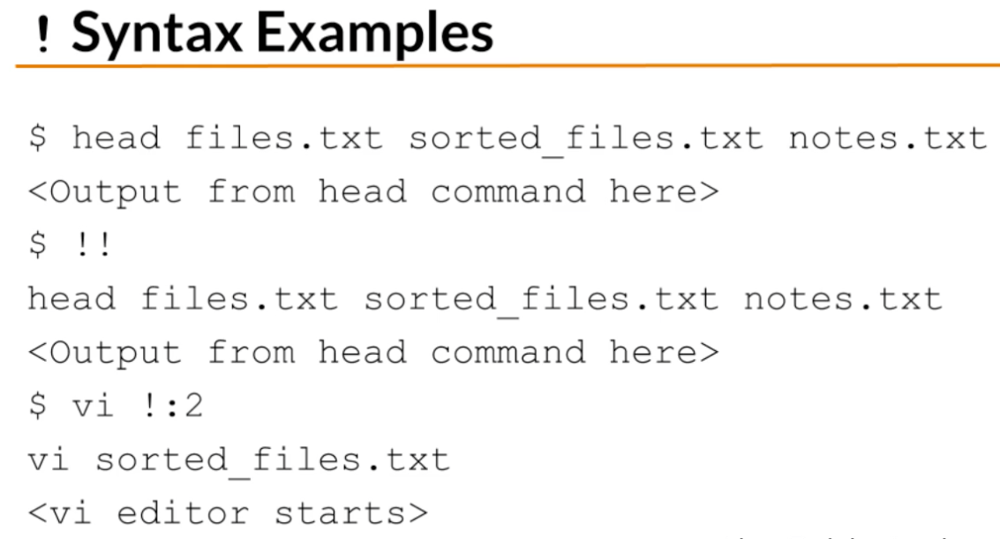 ! Syntax Examples
$ head files.txt sorted_files.txt notes.txt
<Output from head command here>
$ !!
head files.txt sorted_files.txt notes.txt
<Output from head command here>
$ vi !:2
vi sorted_files.txt
<vi editor starts>